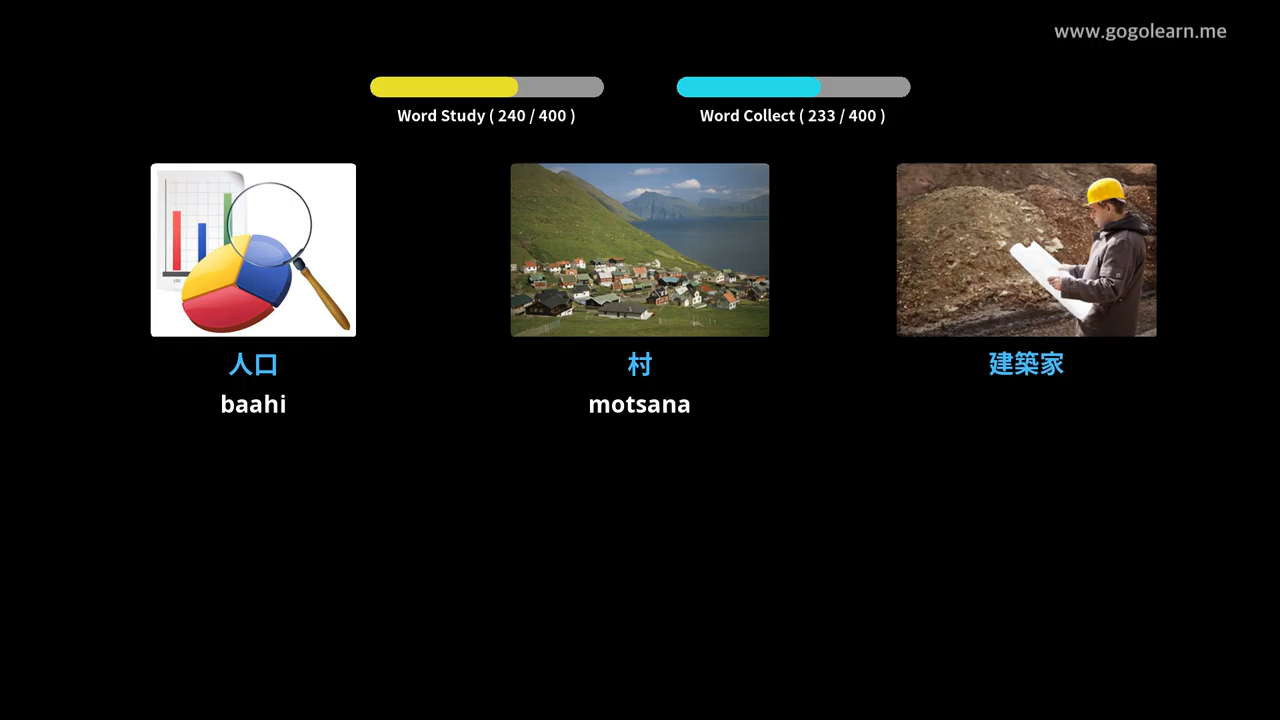 www.gogolearn.me
Word Study ( 240 / 400 )
Word Collect ( 233 / 400 )
人口
baahi
村
motsana
建築家